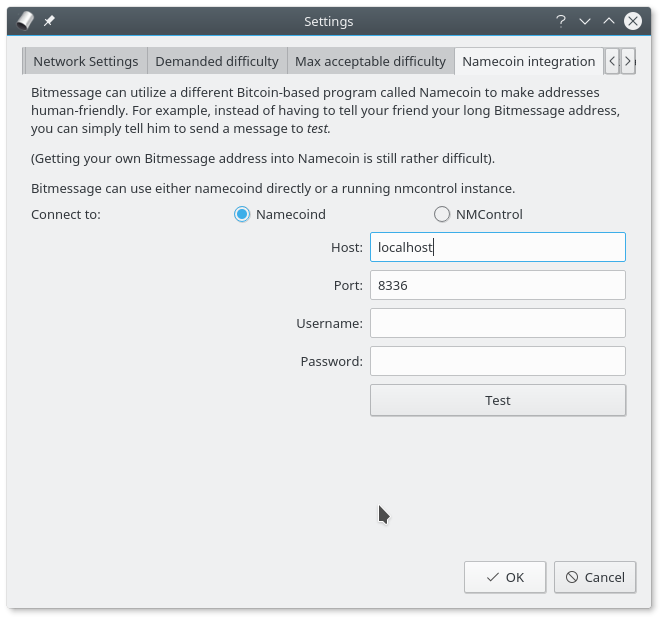 Settings
Network Settings
Demanded difficulty
Max acceptable difficulty
Namecoin integration
Bitmessage can utilize a different Bitcoin-based program called Namecoin to make addresses
human-friendly. For example, instead of having to tell your friend your long Bitmessage address,
you can simply tell him to send a message to test.
(Getting your own Bitmessage address into Namecoin is still rather difficult).
Bitmessage can use either namecoind directly or a running nmcontrol instance.
Connect to: Namecoind NMControl
Host: localhost
Port: 8336
Username:
Password:
Test
OK Cancel